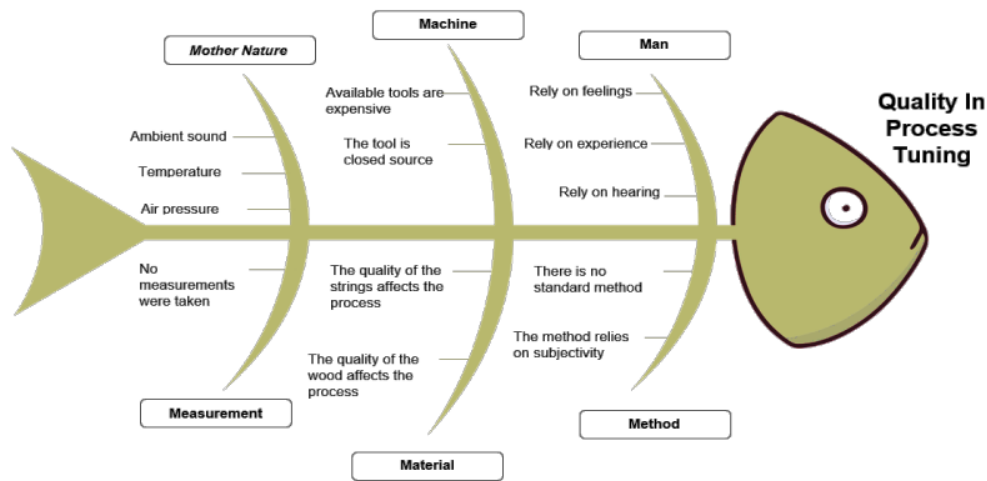 Mother Nature
Machine
Man
Quality In
Process
Tuning
Ambient sound
Temperature
Air pressure
Available tools are
expensive
The tool is
closed source
Rely on feelings
Rely on experience
Rely on hearing
No
measurements
were taken
The quality of the
strings affects the
process
The quality of the
wood affects the
process
There is no
standard method
The method relies
on subjectivity
Measurement
Material
Method